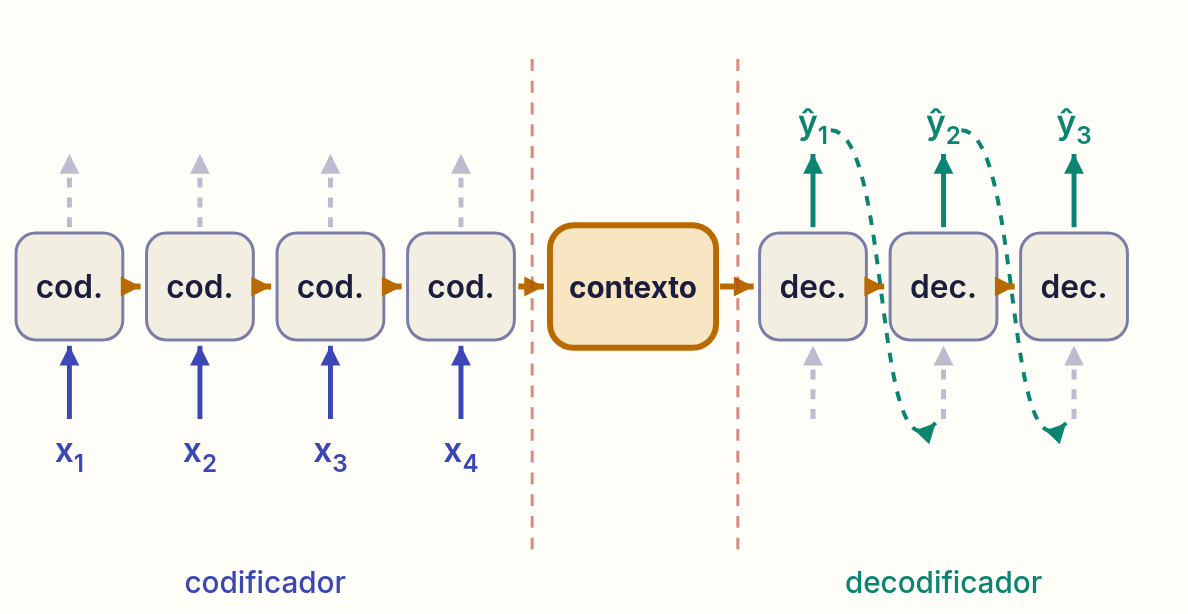 ŷ₁ ŷ₂ ŷ₃
cod. cod. cod. cod. contexto dec. dec. dec.
x₁ x₂ x₃ x₄
codificador decodificador